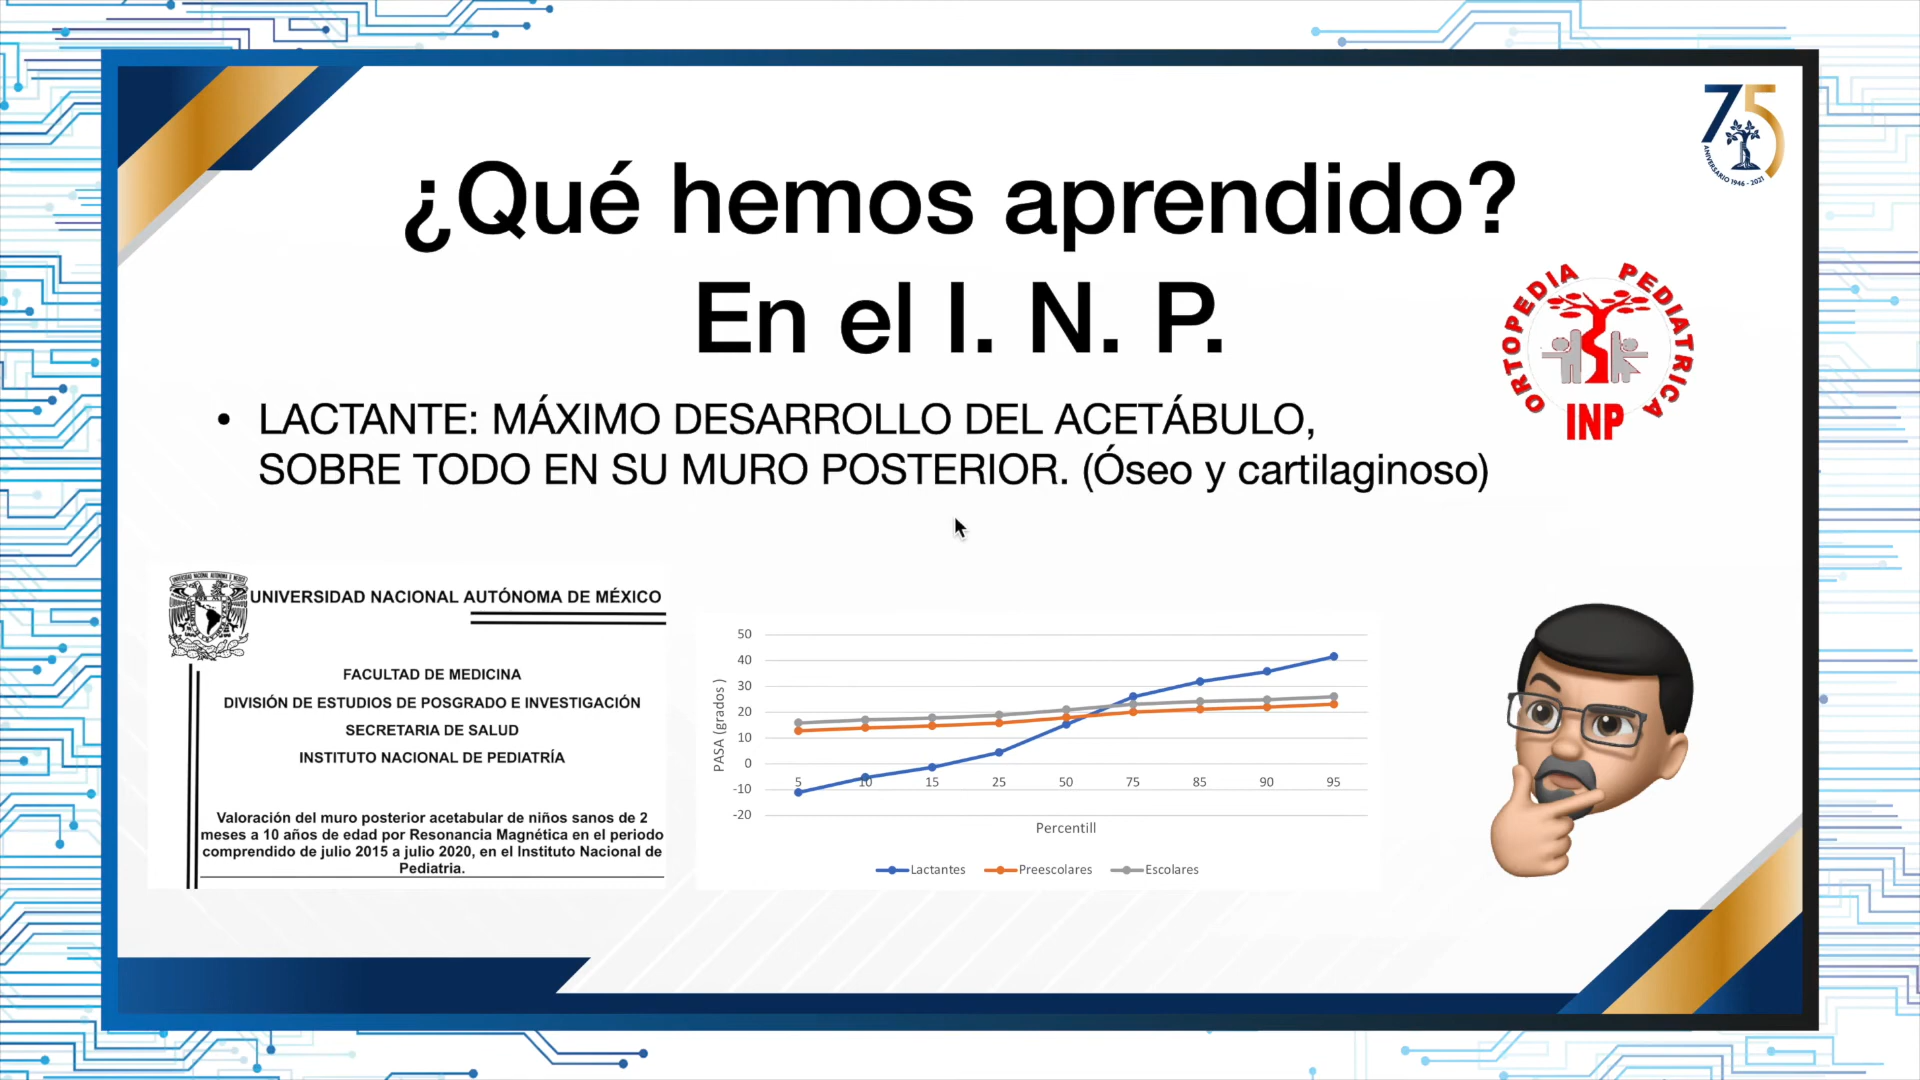 75
ANIVERSARIO 1946 - 2021
¿Qué hemos aprendido?
En el I. N. P.
ORTOPEDIA PEDIATRICA
INP
• LACTANTE: MÁXIMO DESARROLLO DEL ACETÁBULO,
SOBRE TODO EN SU MURO POSTERIOR. (Óseo y cartilaginoso)
UNIVERSIDAD NACIONAL AUTÓNOMA DE MÉXICO
FACULTAD DE MEDICINA
DIVISIÓN DE ESTUDIOS DE POSGRADO E INVESTIGACIÓN
SECRETARIA DE SALUD
INSTITUTO NACIONAL DE PEDIATRÍA
Valoración del muro posterior acetabular de niños sanos de 2
meses a 10 años de edad por Resonancia Magnética en el periodo
comprendido de julio 2015 a julio 2020, en el Instituto Nacional de
Pediatria.
PASA (grados )
50
40
30
20
10
0
-10
-20
5 10 15 25 50 75 85 90 95
Percentill
Lactantes Preescolares Escolares